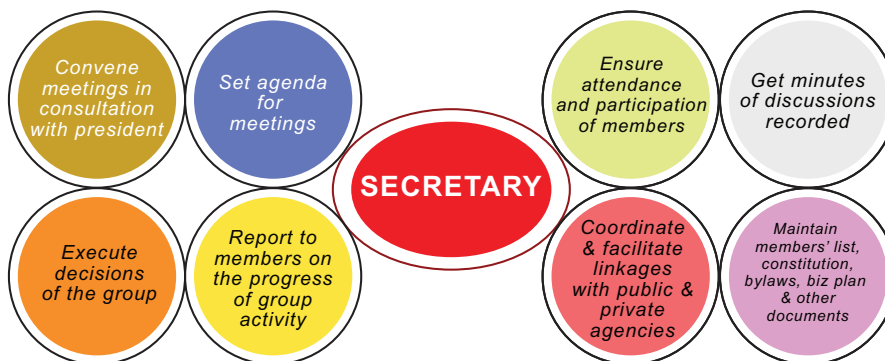 Convene
meetings in
consultation
with president
Set agenda
for
meetings
Ensure
attendance
and participation
of members
Get minutes
of discussions
recorded
SECRETARY
Execute
decisions
of the group
Report to
members on
the progress
of group
activity
Coordinate
& facilitate
linkages
with public &
private
agencies
Maintain
members’ list,
constitution,
bylaws, biz plan
& other
documents